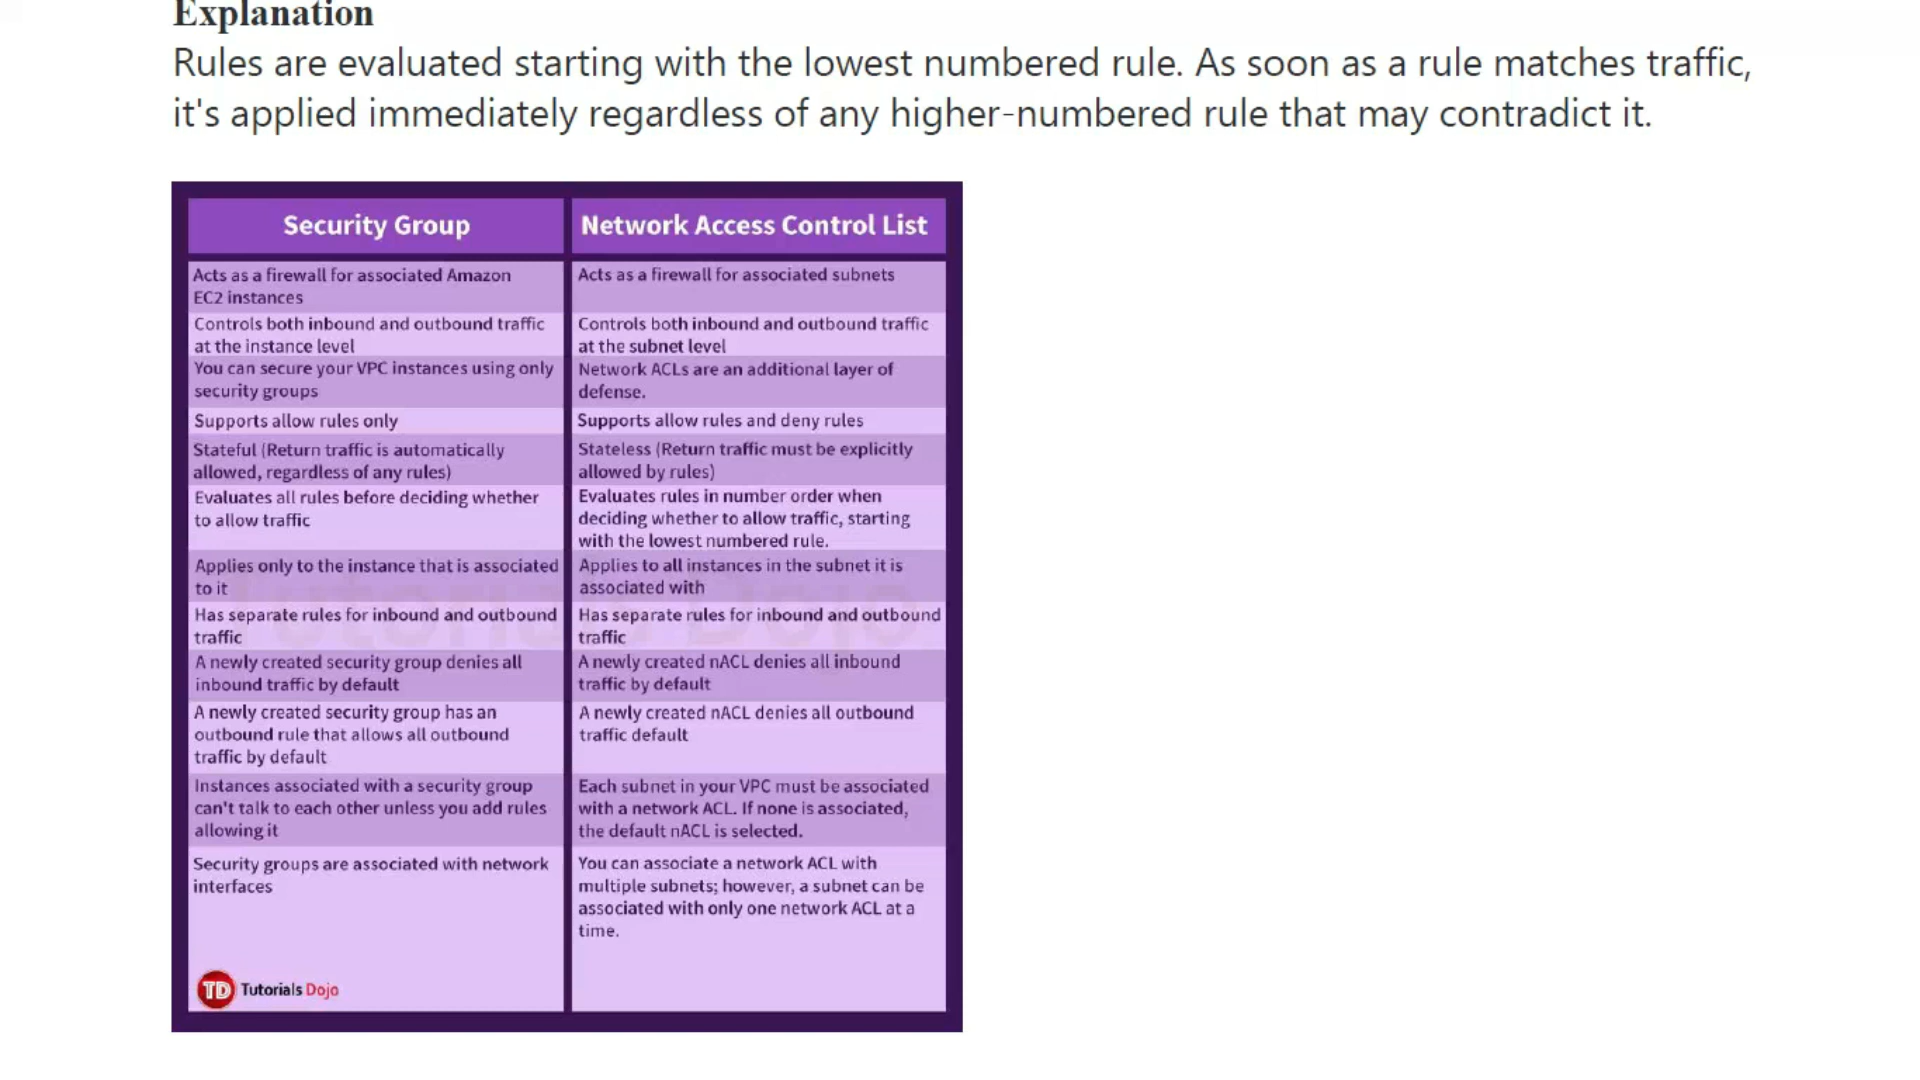 Explanation
Rules are evaluated starting with the lowest numbered rule. As soon as a rule matches traffic,
it's applied immediately regardless of any higher-numbered rule that may contradict it.
Security Group
Network Access Control List
Acts as a firewall for associated Amazon
EC2 instances
Acts as a firewall for associated subnets
Controls both inbound and outbound traffic
at the instance level
Controls both inbound and outbound traffic
at the subnet level
You can secure your VPC instances using only
security groups
Network ACLs are an additional layer of
defense.
Supports allow rules only
Supports allow rules and deny rules
Stateful (Return traffic is automatically
allowed, regardless of any rules)
Stateless (Return traffic must be explicitly
allowed by rules)
Evaluates all rules before deciding whether
to allow traffic
Evaluates rules in number order when
deciding whether to allow traffic, starting
with the lowest numbered rule.
Applies only to the instance that is associated
to it
Applies to all instances in the subnet it is
associated with
Has separate rules for inbound and outbound
traffic
Has separate rules for inbound and outbound
traffic
A newly created security group denies all
inbound traffic by default
A newly created nACL denies all inbound
traffic by default
A newly created security group has an
outbound rule that allows all outbound
traffic by default
A newly created nACL denies all outbound
traffic default
Instances associated with a security group
can't talk to each other unless you add rules
allowing it
Each subnet in your VPC must be associated
with a network ACL. If none is associated,
the default nACL is selected.
Security groups are associated with network
interfaces
You can associate a network ACL with
multiple subnets; however, a subnet can be
associated with only one network ACL at a
time.
TD Tutorials Dojo
Tutorials Dojo